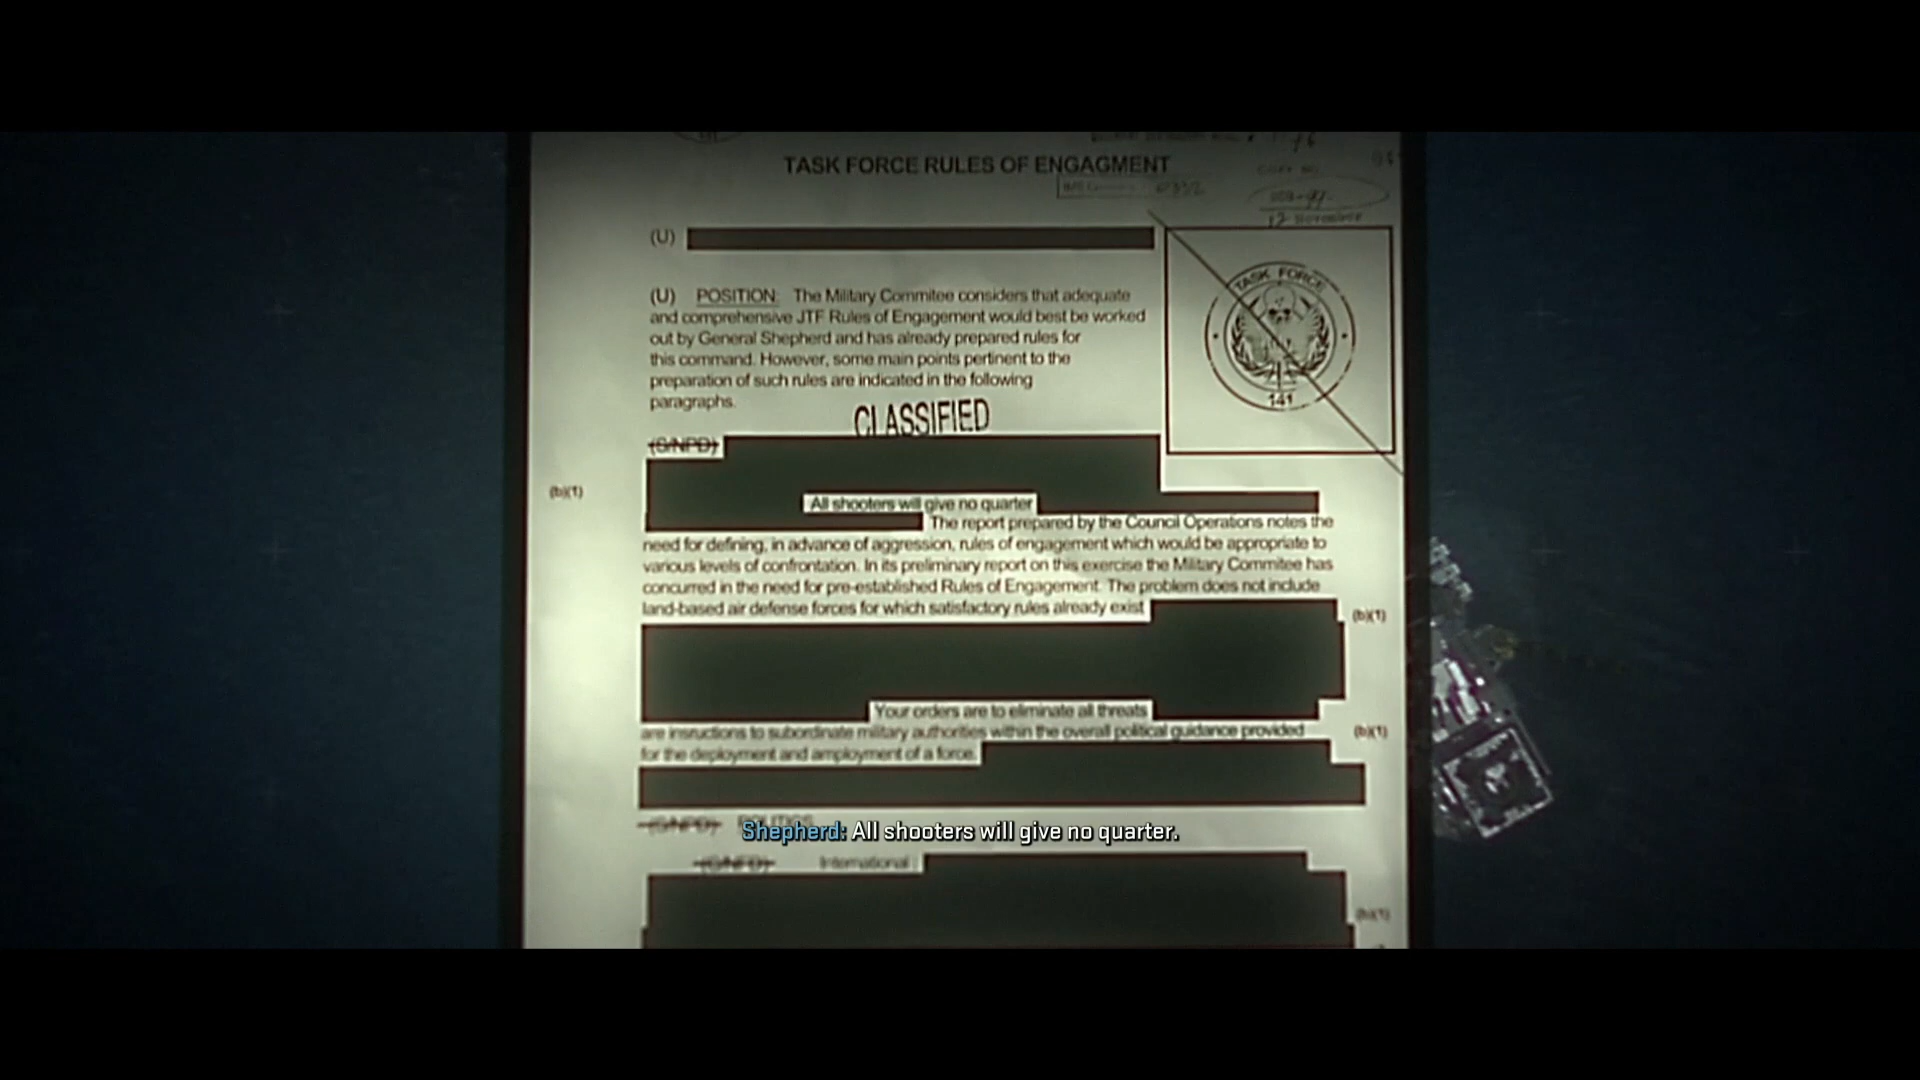 TASK FORCE RULES OF ENGAGMENT
(U)
(U) POSITION: The Military Commitee considers that adequate
and comprehensive JTF Rules of Engagement would best be worked
out by General Shepherd and has already prepared rules for
this command. However, some main points pertinent to the
preparation of such rules are indicated in the following
paragraphs.
TASK FORCE
141
CLASSIFIED
(S/NPD)
(b)(1)
All shooters will give no quarter
The report prepared by the Council Operations notes the
need for defining, in advance of aggression, rules of engagement which would be appropriate to
various levels of confrontation. In its preliminary report on this exercise the Military Commitee has
concurred in the need for pre-established Rules of Engagement. The problem does not include
land-based air defense forces for which satisfactory rules already exist
(b)(1)
Your orders are to eliminate all threats
are insructions to subordinate military authorities within the overall political guidance provided
(b)(1)
for the deployment and ampployment of a force.
Shepherd: All shooters will give no quarter.
International :
(b)(1)